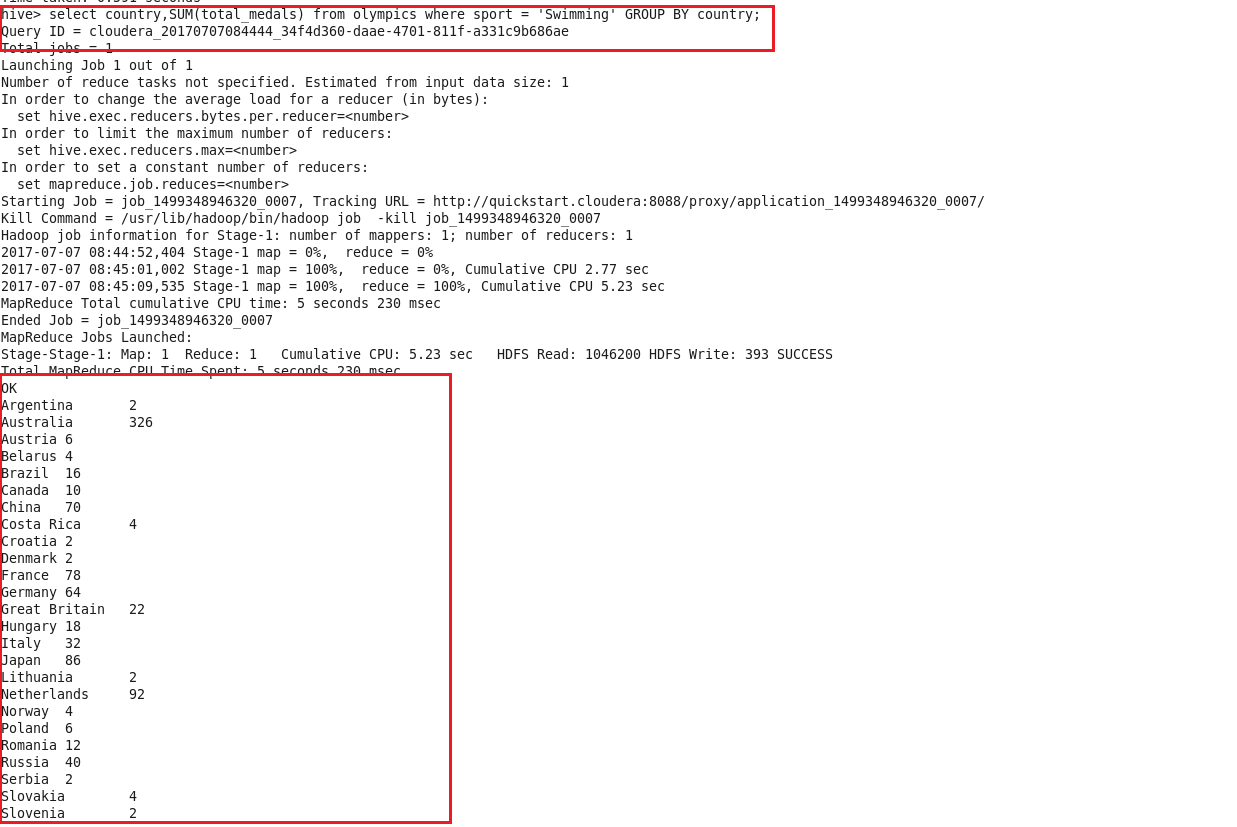 Time taken: 0.591 seconds
hive> select country,SUM(total_medals) from olympics where sport = 'Swimming' GROUP BY country;
Query ID = cloudera_20170707084444_34f4d360-daae-4701-811f-a331c9b686ae
Total jobs = 1
Launching Job 1 out of 1
Number of reduce tasks not specified. Estimated from input data size: 1
In order to change the average load for a reducer (in bytes):
  set hive.exec.reducers.bytes.per.reducer=<number>
In order to limit the maximum number of reducers:
  set hive.exec.reducers.max=<number>
In order to set a constant number of reducers:
  set mapreduce.job.reduces=<number>
Starting Job = job_1499348946320_0007, Tracking URL = http://quickstart.cloudera:8088/proxy/application_1499348946320_0007/
Kill Command = /usr/lib/hadoop/bin/hadoop job  -kill job_1499348946320_0007
Hadoop job information for Stage-1: number of mappers: 1; number of reducers: 1
2017-07-07 08:44:52,404 Stage-1 map = 0%,  reduce = 0%
2017-07-07 08:45:01,002 Stage-1 map = 100%,  reduce = 0%, Cumulative CPU 2.77 sec
2017-07-07 08:45:09,535 Stage-1 map = 100%,  reduce = 100%, Cumulative CPU 5.23 sec
MapReduce Total cumulative CPU time: 5 seconds 230 msec
Ended Job = job_1499348946320_0007
MapReduce Jobs Launched:
Stage-Stage-1: Map: 1  Reduce: 1   Cumulative CPU: 5.23 sec   HDFS Read: 1046200 HDFS Write: 393 SUCCESS
Total MapReduce CPU Time Spent: 5 seconds 230 msec
OK
Argentina	2
Australia	326
Austria	6
Belarus	4
Brazil	16
Canada	10
China	70
Costa Rica	4
Croatia	2
Denmark	2
France	78
Germany	64
Great Britain	22
Hungary	18
Italy	32
Japan	86
Lithuania	2
Netherlands	92
Norway	4
Poland	6
Romania	12
Russia	40
Serbia	2
Slovakia	4
Slovenia	2